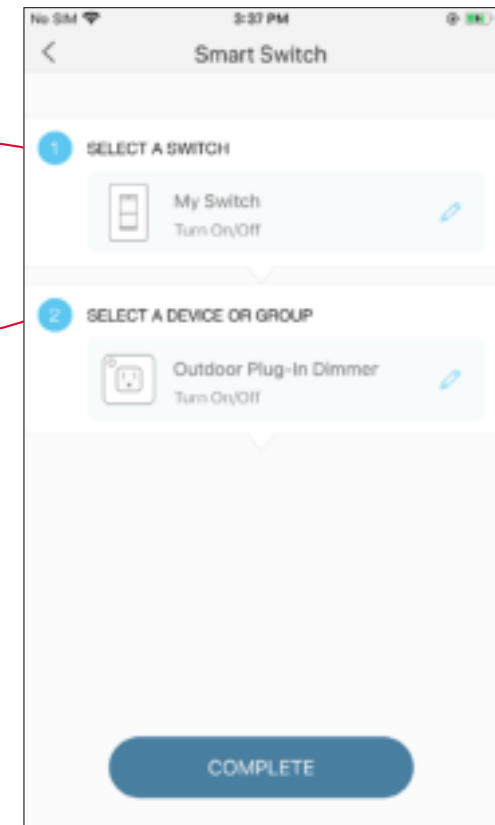 No SIM 3:37 PM
Smart Switch
1 SELECT A SWITCH
My Switch
Turn On/Off
2 SELECT A DEVICE OR GROUP
Outdoor Plug-In Dimmer
Turn On/Off
COMPLETE